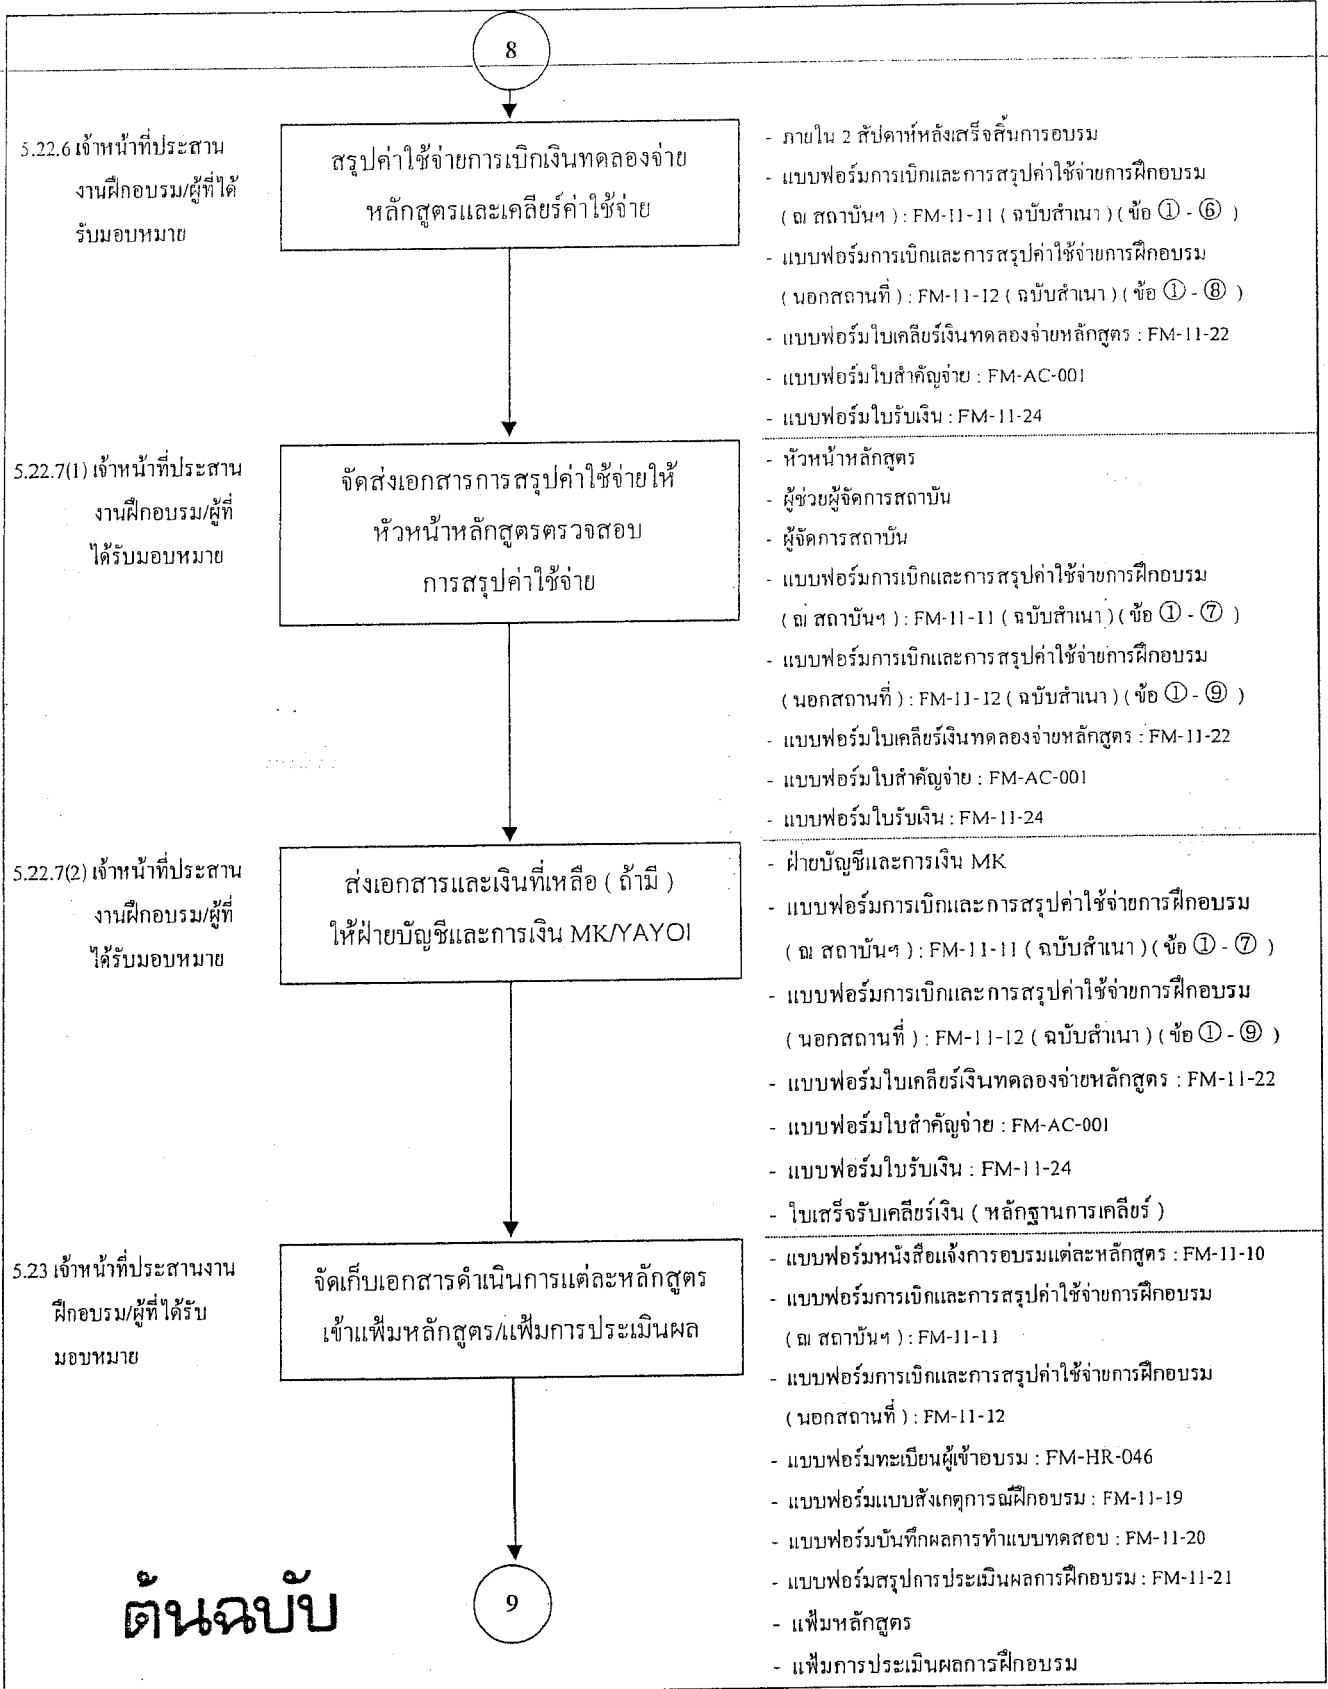 8
5.22.6 เจ้าหน้าที่ประสาน
งานฝึกอบรม/ผู้ที่ได้
รับมอบหมาย
สรุปค่าใช้จ่ายการเบิกเงินทดลองจ่าย
หลักสูตรและเคลียร์ค่าใช้จ่าย
- ภายใน 2 สัปดาห์หลังเสร็จสิ้นการอบรม
- แบบฟอร์มการเบิกและการสรุปค่าใช้จ่ายการฝึกอบรม
( ณ สถาบันฯ ) : FM-11-11 ( ฉบับสำเนา ) ( ข้อ ① - ⑥ )
- แบบฟอร์มการเบิกและการสรุปค่าใช้จ่ายการฝึกอบรม
( นอกสถานที่ ) : FM-11-12 ( ฉบับสำเนา ) ( ข้อ ① - ⑧ )
- แบบฟอร์มใบเคลียร์เงินทดลองจ่ายหลักสูตร : FM-11-22
- แบบฟอร์มใบสำคัญจ่าย : FM-AC-001
- แบบฟอร์มใบรับเงิน : FM-11-24
5.22.7(1) เจ้าหน้าที่ประสาน
งานฝึกอบรม/ผู้ที่
ได้รับมอบหมาย
จัดส่งเอกสารการสรุปค่าใช้จ่ายให้
หัวหน้าหลักสูตรตรวจสอบ
การสรุปค่าใช้จ่าย
- หัวหน้าหลักสูตร
- ผู้ช่วยผู้จัดการสถาบัน
- ผู้จัดการสถาบัน
- แบบฟอร์มการเบิกและการสรุปค่าใช้จ่ายการฝึกอบรม
( ณ สถาบันฯ ) : FM-11-11 ( ฉบับสำเนา ) ( ข้อ ① - ⑦ )
- แบบฟอร์มการเบิกและการสรุปค่าใช้จ่ายการฝึกอบรม
( นอกสถานที่ ) : FM-11-12 ( ฉบับสำเนา ) ( ข้อ ① - ⑨ )
- แบบฟอร์มใบเคลียร์เงินทดลองจ่ายหลักสูตร : FM-11-22
- แบบฟอร์มใบสำคัญจ่าย : FM-AC-001
- แบบฟอร์มใบรับเงิน : FM-11-24
5.22.7(2) เจ้าหน้าที่ประสาน
งานฝึกอบรม/ผู้ที่
ได้รับมอบหมาย
ส่งเอกสารและเงินที่เหลือ ( ถ้ามี )
ให้ฝ่ายบัญชีและการเงิน MK/YAYOI
- ฝ่ายบัญชีและการเงิน MK
- แบบฟอร์มการเบิกและการสรุปค่าใช้จ่ายการฝึกอบรม
( ณ สถาบันฯ ) : FM-11-11 ( ฉบับสำเนา ) ( ข้อ ① - ⑦ )
- แบบฟอร์มการเบิกและการสรุปค่าใช้จ่ายการฝึกอบรม
( นอกสถานที่ ) : FM-11-12 ( ฉบับสำเนา ) ( ข้อ ① - ⑨ )
- แบบฟอร์มใบเคลียร์เงินทดลองจ่ายหลักสูตร : FM-11-22
- แบบฟอร์มใบสำคัญจ่าย : FM-AC-001
- แบบฟอร์มใบรับเงิน : FM-11-24
- ใบเสร็จรับเคลียร์เงิน ( หลักฐานการเคลียร์ )
5.23 เจ้าหน้าที่ประสานงาน
ฝึกอบรม/ผู้ที่ได้รับ
มอบหมาย
จัดเก็บเอกสารดำเนินการแต่ละหลักสูตร
เข้าแฟ้มหลักสูตร/แฟ้มการประเมินผล
- แบบฟอร์มหนังสือแจ้งการอบรมแต่ละหลักสูตร : FM-11-10
- แบบฟอร์มการเบิกและการสรุปค่าใช้จ่ายการฝึกอบรม
( ณ สถาบันฯ ) : FM-11-11
- แบบฟอร์มการเบิกและการสรุปค่าใช้จ่ายการฝึกอบรม
( นอกสถานที่ ) : FM-11-12
- แบบฟอร์มทะเบียนผู้เข้าอบรม : FM-HR-046
- แบบฟอร์มแบบสังเกตุการณ์ฝึกอบรม : FM-11-19
- แบบฟอร์มบันทึกผลการทำแบบทดสอบ : FM-11-20
- แบบฟอร์มสรุปการประเมินผลการฝึกอบรม : FM-11-21
- แฟ้มหลักสูตร
- แฟ้มการประเมินผลการฝึกอบรม
ต้นฉบับ
9